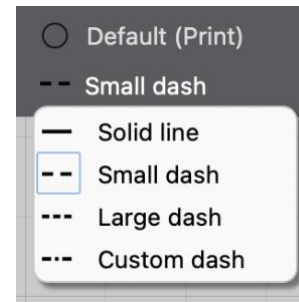 Default (Print)
Small dash
Solid line
Small dash
Large dash
Custom dash